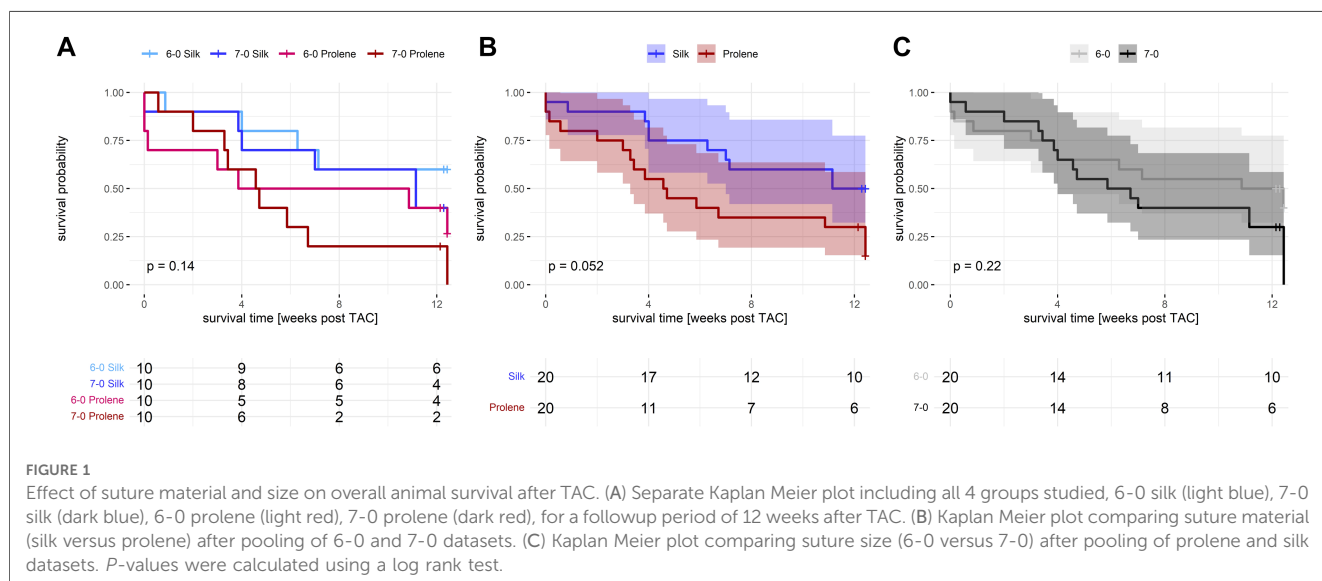 A
6-0 Silk 7-0 Silk 6-0 Prolene 7-0 Prolene
1.00
0.75
0.50
0.25
0.00
survival probability
p = 0.14
0 4 8 12
survival time [weeks post TAC]
6-0 Silk 10 9 6 6
7-0 Silk 10 8 6 4
6-0 Prolene 10 5 5 4
7-0 Prolene 10 6 2 2
B
Silk Prolene
1.00
0.75
0.50
0.25
0.00
survival probability
p = 0.052
0 4 8 12
survival time [weeks post TAC]
Silk 20 17 12 10
Prolene 20 11 7 6
C
6-0 7-0
1.00
0.75
0.50
0.25
0.00
survival probability
p = 0.22
0 4 8 12
survival time [weeks post TAC]
6-0 20 14 11 10
7-0 20 14 8 6
FIGURE 1
Effect of suture material and size on overall animal survival after TAC. (A) Separate Kaplan Meier plot including all 4 groups studied, 6-0 silk (light blue), 7-0
silk (dark blue), 6-0 prolene (light red), 7-0 prolene (dark red), for a followup period of 12 weeks after TAC. (B) Kaplan Meier plot comparing suture material
(silk versus prolene) after pooling of 6-0 and 7-0 datasets. (C) Kaplan Meier plot comparing suture size (6-0 versus 7-0) after pooling of prolene and silk
datasets. P-values were calculated using a log rank test.